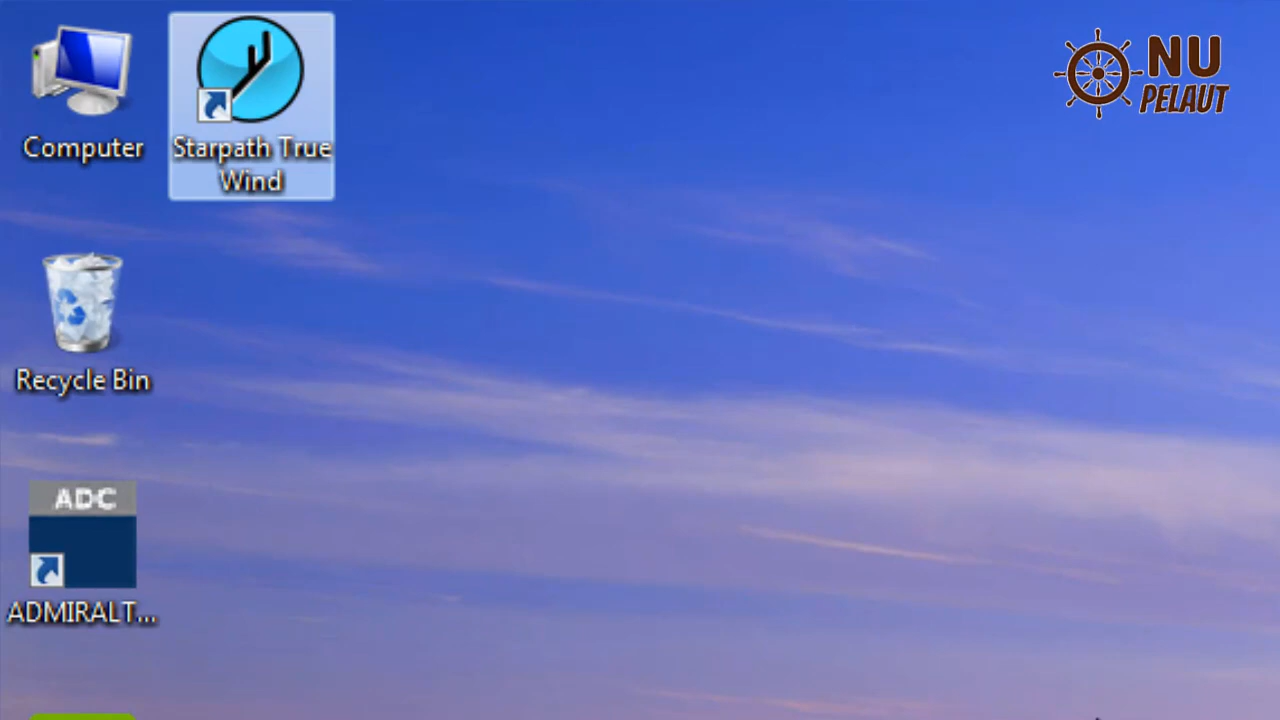 Computer
Starpath True
Wind
NU
PELAUT
Recycle Bin
ADC
ADMIRALT...